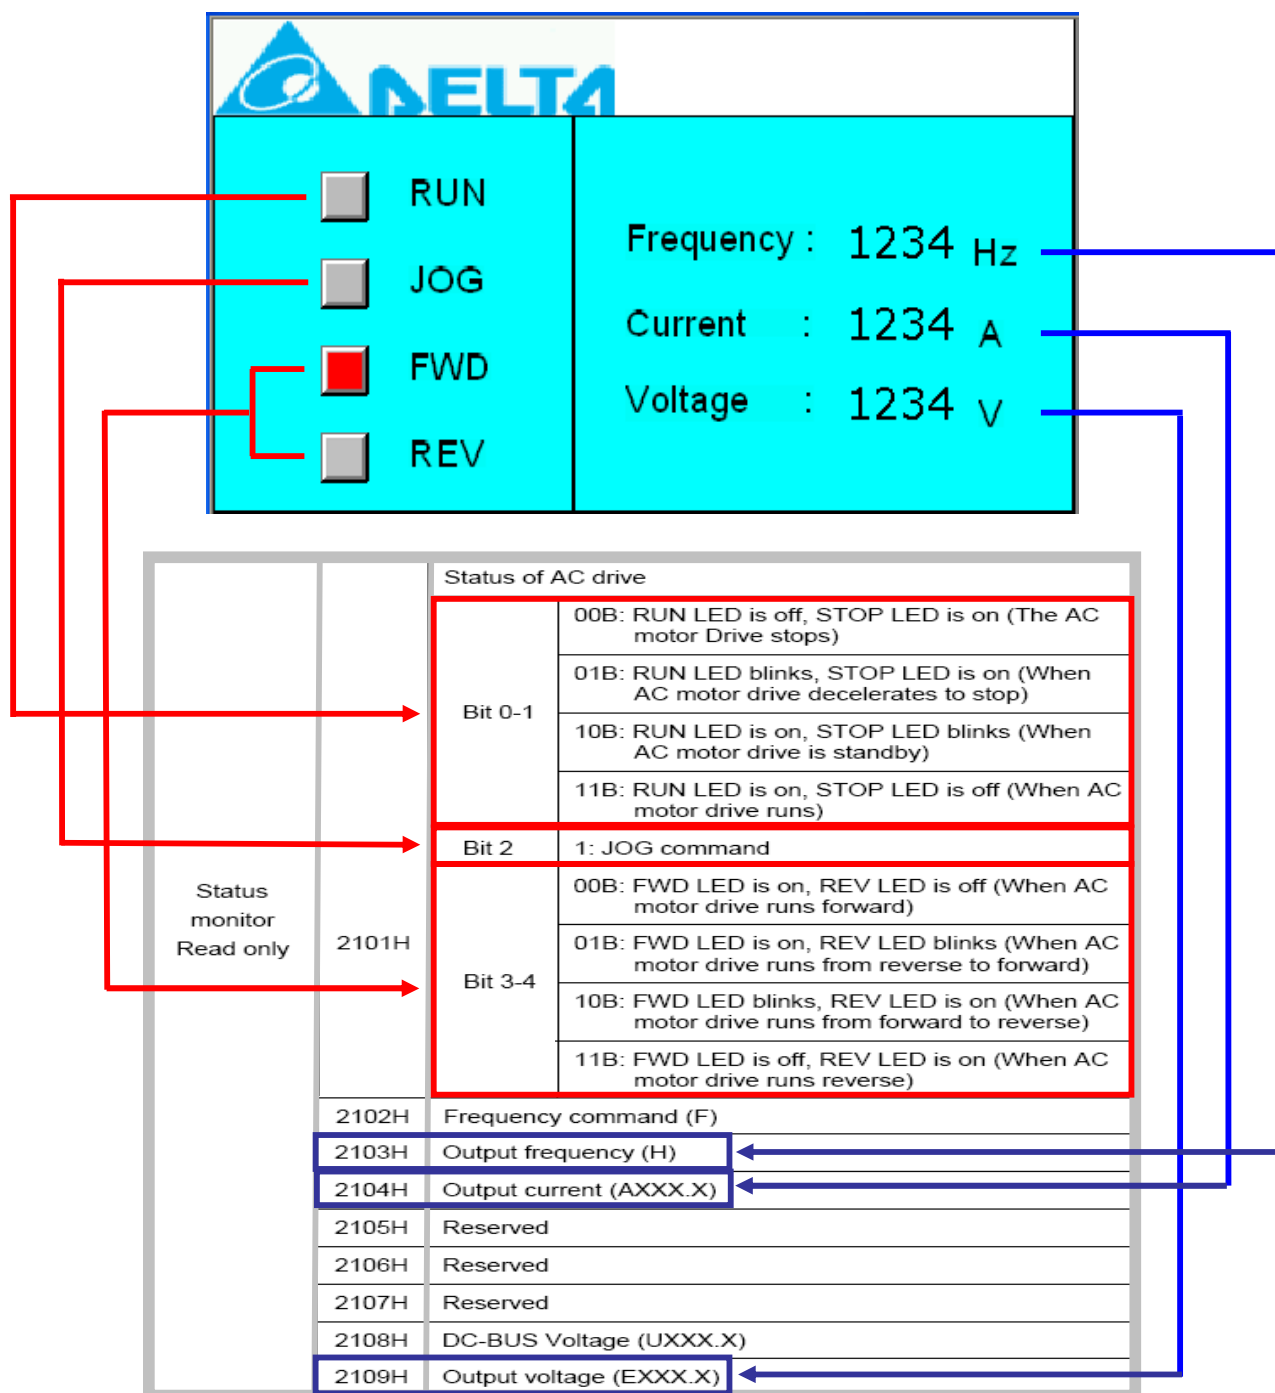 DELTA
RUN
JOG
FWD
REV
Frequency : 1234 Hz
Current : 1234 A
Voltage : 1234 V
Status of AC drive
Status
monitor
Read only
2101H
Bit 0-1
00B: RUN LED is off, STOP LED is on (The AC
motor Drive stops)
01B: RUN LED blinks, STOP LED is on (When
AC motor drive decelerates to stop)
10B: RUN LED is on, STOP LED blinks (When
AC motor drive is standby)
11B: RUN LED is on, STOP LED is off (When AC
motor drive runs)
Bit 2
1: JOG command
Bit 3-4
00B: FWD LED is on, REV LED is off (When AC
motor drive runs forward)
01B: FWD LED is on, REV LED blinks (When AC
motor drive runs from reverse to forward)
10B: FWD LED blinks, REV LED is on (When AC
motor drive runs from forward to reverse)
11B: FWD LED is off, REV LED is on (When AC
motor drive runs reverse)
2102H Frequency command (F)
2103H Output frequency (H)
2104H Output current (AXXX.X)
2105H Reserved
2106H Reserved
2107H Reserved
2108H DC-BUS Voltage (UXXX.X)
2109H Output voltage (EXXX.X)